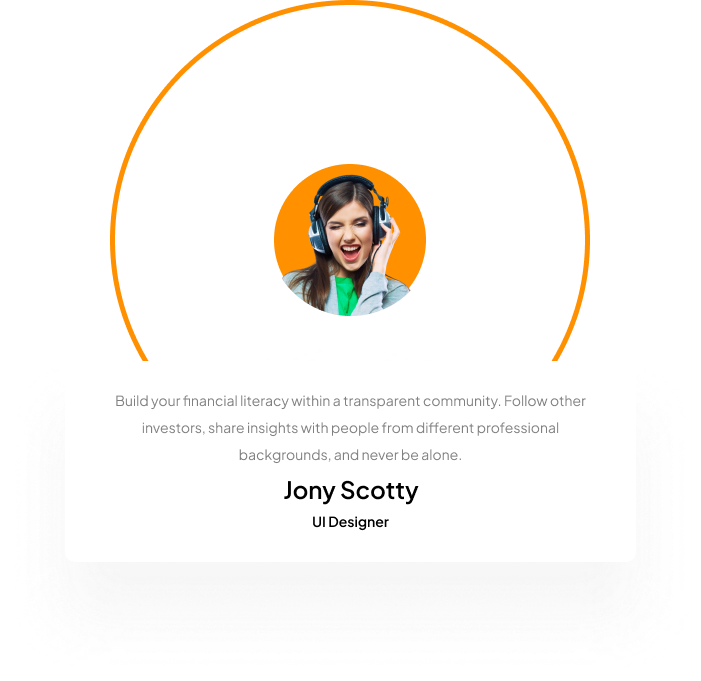 Build your financial literacy within a transparent community. Follow other
investors, share insights with people from different professional
backgrounds, and never be alone.
Jony Scotty
UI Designer